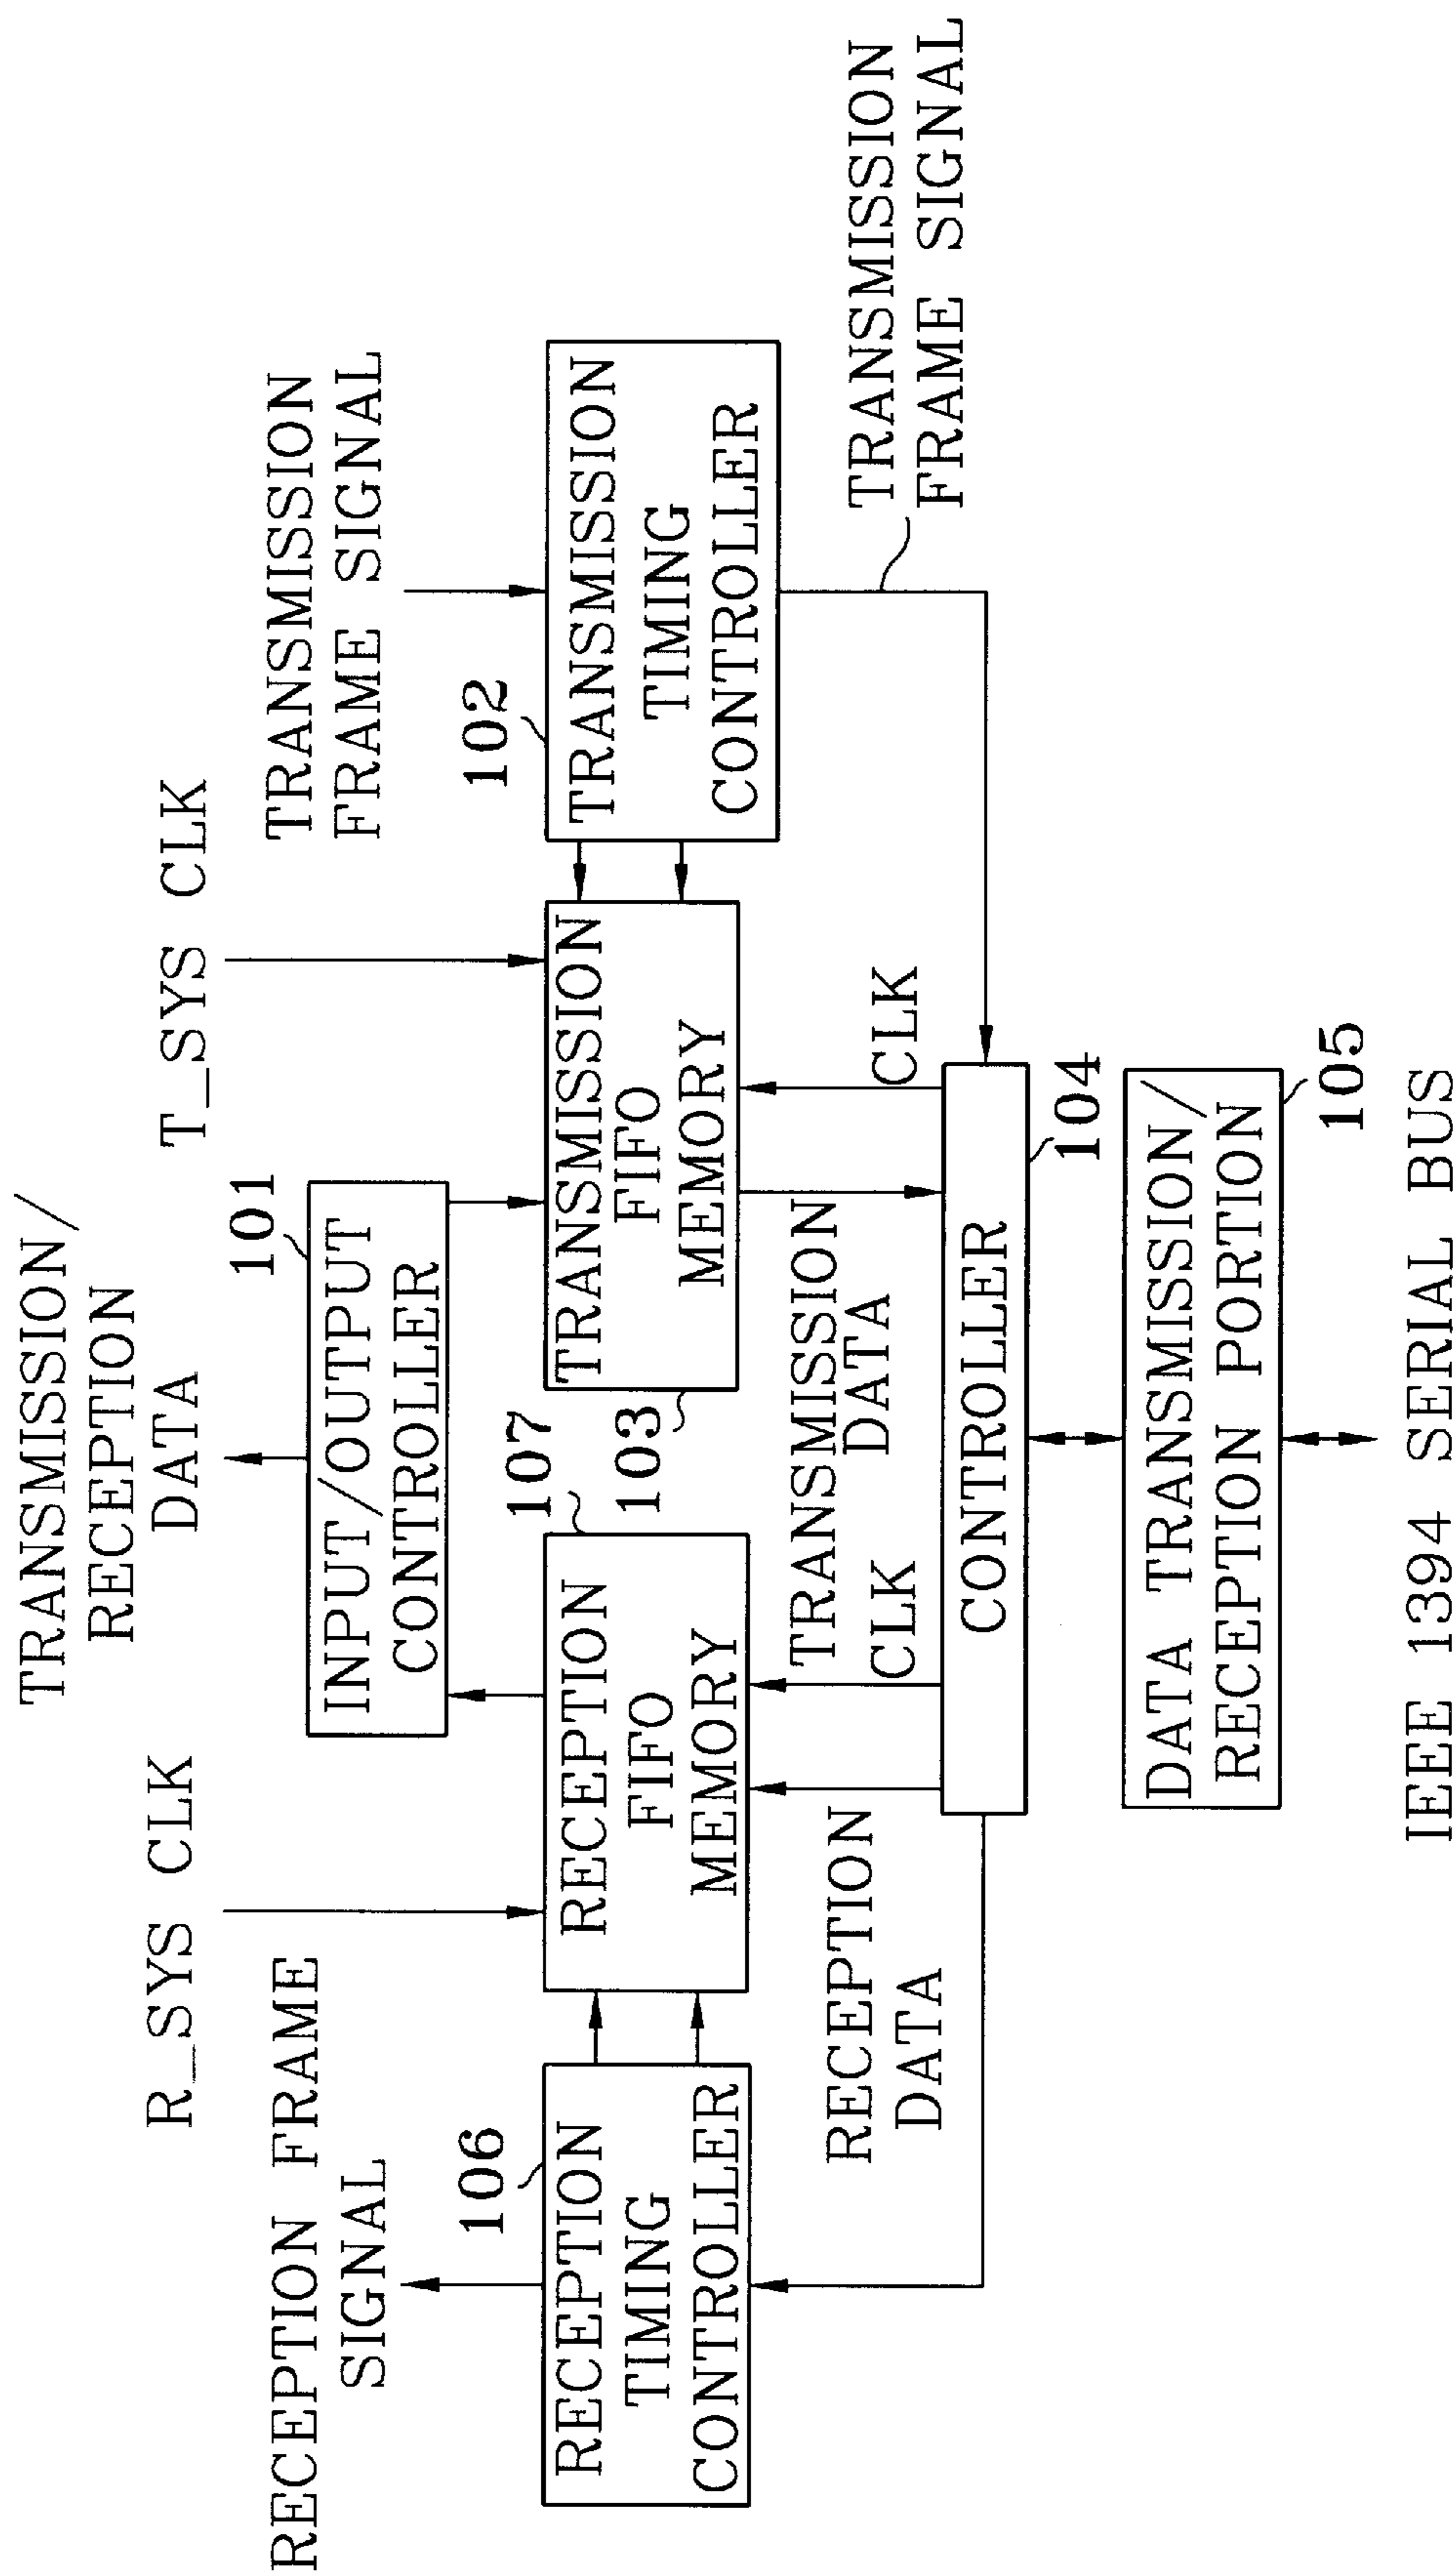 TRANSMISSION/
RECEPTION
DATA
R_SYS CLK
T_SYS CLK
RECEPTION FRAME
SIGNAL
TRANSMISSION
FRAME SIGNAL
101
INPUT/OUTPUT
CONTROLLER
106
RECEPTION
TIMING
CONTROLLER
107
RECEPTION
FIFO
MEMORY
103
TRANSMISSION
FIFO
MEMORY
102
TRANSMISSION
TIMING
CONTROLLER
RECEPTION
DATA
CLK
TRANSMISSION
DATA
CLK
TRANSMISSION
FRAME SIGNAL
CONTROLLER
104
DATA TRANSMISSION/
RECEPTION PORTION
105
IEEE 1394 SERIAL BUS